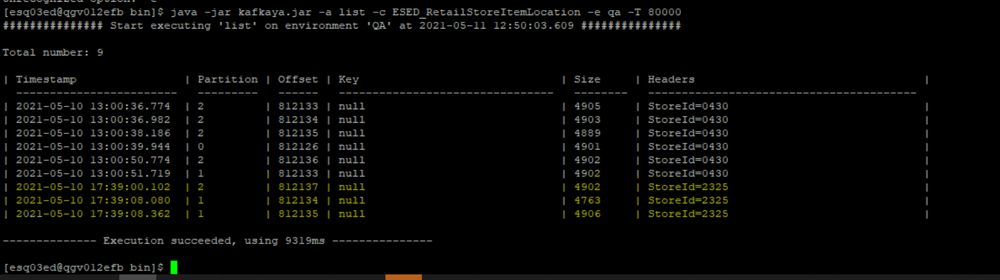 [esq03ed@qgv012efb bin]$ java -jar kafkaya.jar -a list -c ESED_RetailStoreItemLocation -e qa -T 80000
############### Start executing 'list' on environment 'QA' at 2021-05-11 12:50:03.609 ###############
Total number: 9
| Timestamp | Partition | Offset | Key | Size | Headers |
------------------------ --------- ------ -------------------------------- -------- ----------------------------------------
| 2021-05-10 13:00:36.774 | 2 | 812133 | null | 4905 | StoreId=0430 |
| 2021-05-10 13:00:36.982 | 2 | 812134 | null | 4903 | StoreId=0430 |
| 2021-05-10 13:00:38.186 | 2 | 812135 | null | 4889 | StoreId=0430 |
| 2021-05-10 13:00:39.944 | 0 | 812126 | null | 4901 | StoreId=0430 |
| 2021-05-10 13:00:50.774 | 2 | 812136 | null | 4902 | StoreId=0430 |
| 2021-05-10 13:00:51.719 | 1 | 812133 | null | 4902 | StoreId=0430 |
| 2021-05-10 17:39:00.102 | 2 | 812137 | null | 4902 | StoreId=2325 |
| 2021-05-10 17:39:08.080 | 1 | 812134 | null | 4763 | StoreId=2325 |
| 2021-05-10 17:39:08.362 | 1 | 812135 | null | 4906 | StoreId=2325 |
-------------- Execution succeeded, using 9319ms ---------------
[esq03ed@qgv012efb bin]$